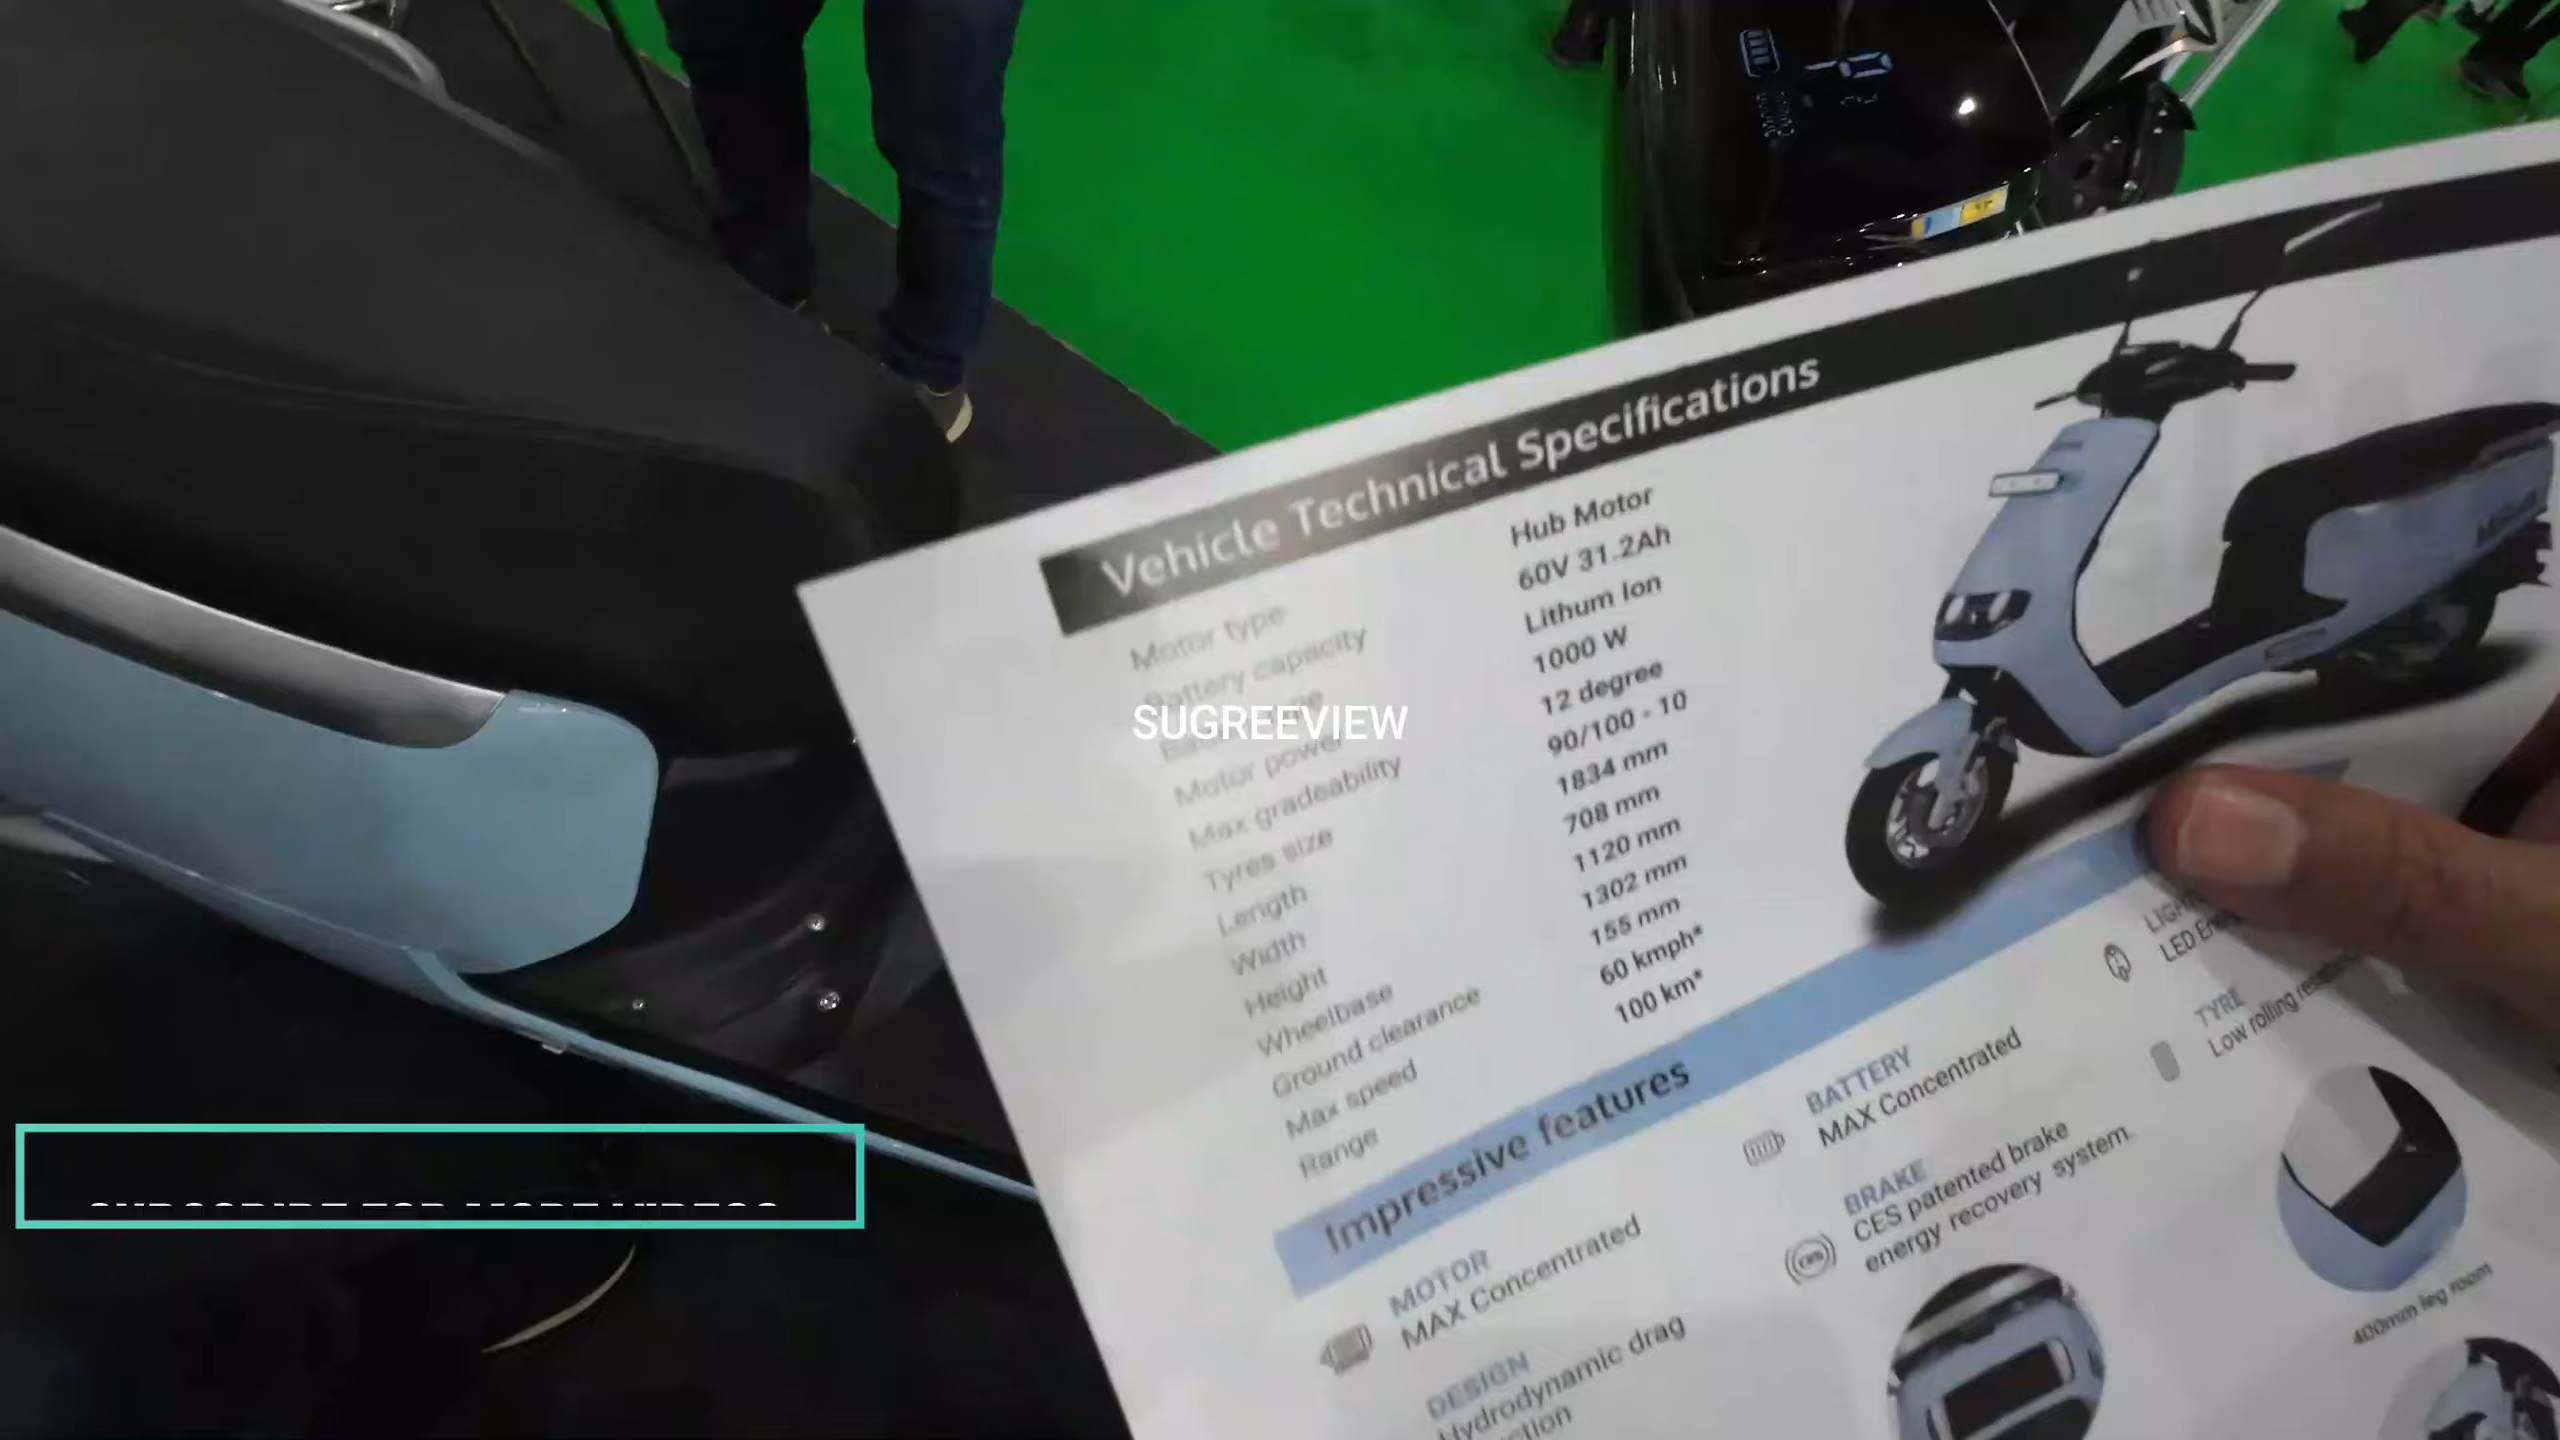 Vehicle Technical Specifications
Motor type Hub Motor
Battery capacity 60V 31.2Ah
Lithum Ion
Motor power 1000 W
Max gradeability 12 degree
Tyres size 90/100 - 10
Length 1834 mm
Width 708 mm
Height 1120 mm
Wheelbase 1302 mm
Ground clearance 155 mm
Max speed 60 kmph*
Range 100 km*
SUGREEVIEW
Impressive features
MOTOR
MAX Concentrated
BATTERY
MAX Concentrated
LED
TYRE
Low rolling
BRAKE
CES patented brake
energy recovery system.
DESIGN
Hydrodynamic drag
400mm leg room